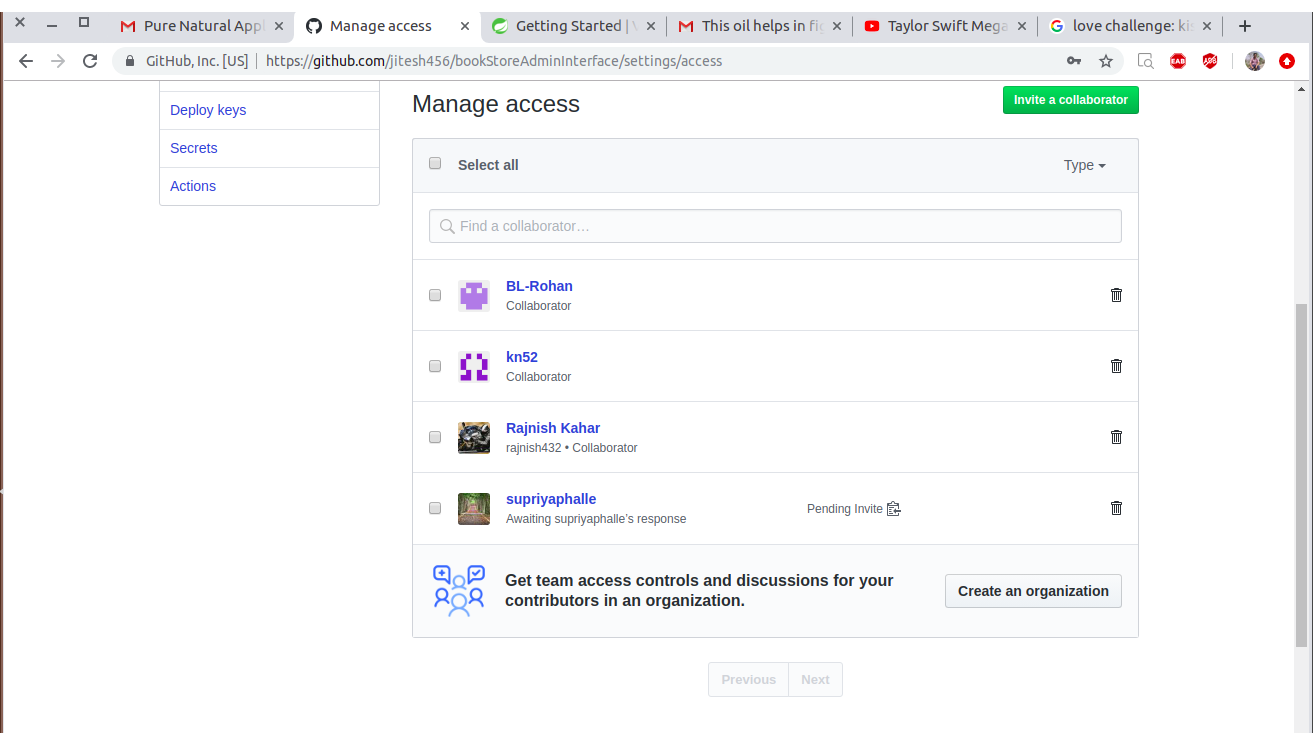 Pure Natural Appl
Manage access
Getting Started |
This oil helps in fig
Taylor Swift Mega
love challenge: kis
GitHub, Inc. [US] | https://github.com/jitesh456/bookStoreAdminInterface/settings/access
EAB
Deploy keys
Secrets
Actions
Manage access
Invite a collaborator
Select all
Type
Find a collaborator…
BL-Rohan
Collaborator
kn52
Collaborator
Rajnish Kahar
rajnish432 • Collaborator
supriyaphalle
Awaiting supriyaphalle’s response
Pending Invite
Get team access controls and discussions for your
contributors in an organization.
Create an organization
Previous
Next